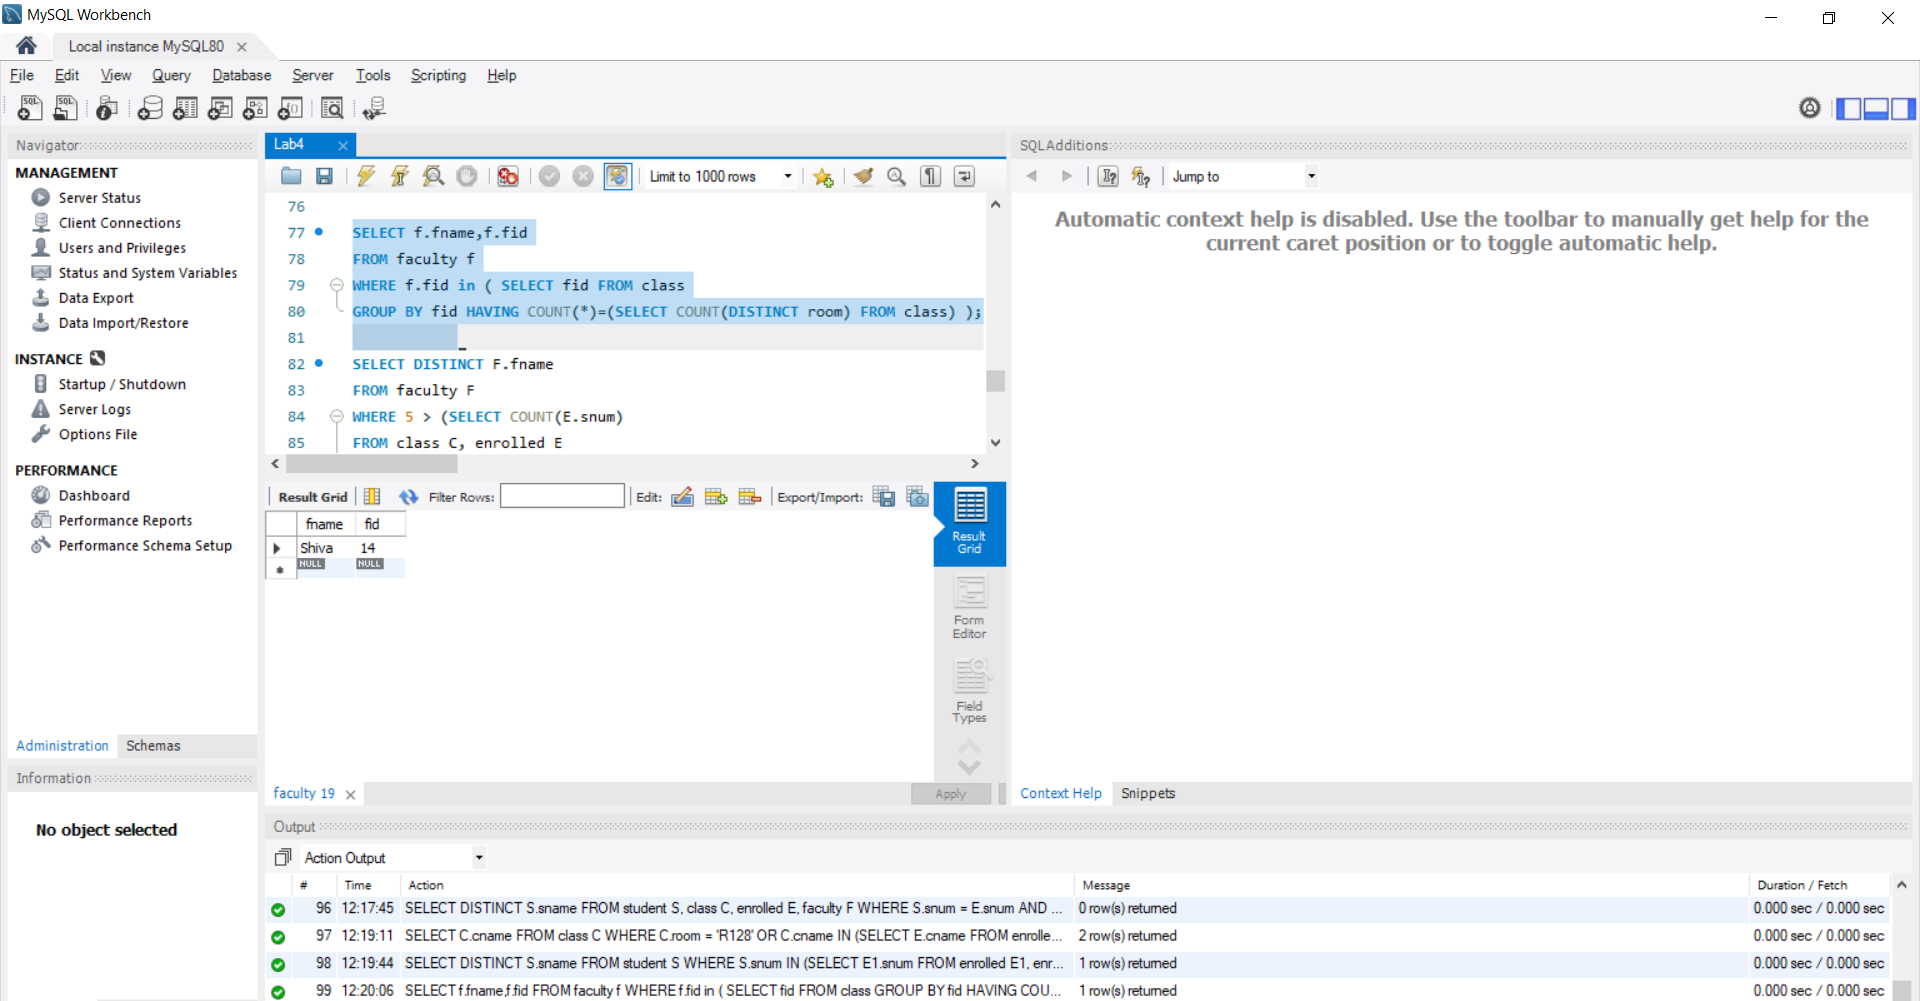 MySQL Workbench
Local instance MySQL80
File Edit View Query Database Server Tools Scripting Help
Navigator
MANAGEMENT
Server Status
Client Connections
Users and Privileges
Status and System Variables
Data Export
Data Import/Restore
INSTANCE
Startup / Shutdown
Server Logs
Options File
PERFORMANCE
Dashboard
Performance Reports
Performance Schema Setup
Administration Schemas
Information
No object selected
Lab4
Limit to 1000 rows
76
77 SELECT f.fname,f.fid
78 FROM faculty f
79 WHERE f.fid in ( SELECT fid FROM class
80 GROUP BY fid HAVING COUNT(*)=(SELECT COUNT(DISTINCT room) FROM class) );
81
82 SELECT DISTINCT F.fname
83 FROM faculty F
84 WHERE 5 > (SELECT COUNT(E.snum)
85 FROM class C, enrolled E
Result Grid Filter Rows: Edit: Export/Import:
fname fid
Shiva 14
NULL NULL
Result
Grid
Form
Editor
Field
Types
faculty 19 Apply
SQLAdditions
Jump to
Automatic context help is disabled. Use the toolbar to manually get help for the
current caret position or to toggle automatic help.
Context Help Snippets
Output
Action Output
# Time Action Message Duration / Fetch
96 12:17:45 SELECT DISTINCT S.sname FROM student S, class C, enrolled E, faculty F WHERE S.snum = E.snum AND ... 0 row(s) returned 0.000 sec / 0.000 sec
97 12:19:11 SELECT C.cname FROM class C WHERE C.room = 'R128' OR C.cname IN (SELECT E.cname FROM enrolle... 2 row(s) returned 0.000 sec / 0.000 sec
98 12:19:44 SELECT DISTINCT S.sname FROM student S WHERE S.snum IN (SELECT E1.snum FROM enrolled E1, enr... 1 row(s) returned 0.000 sec / 0.000 sec
99 12:20:06 SELECT f.fname,f.fid FROM faculty f WHERE f.fid in ( SELECT fid FROM class GROUP BY fid HAVING COU... 1 row(s) returned 0.000 sec / 0.000 sec